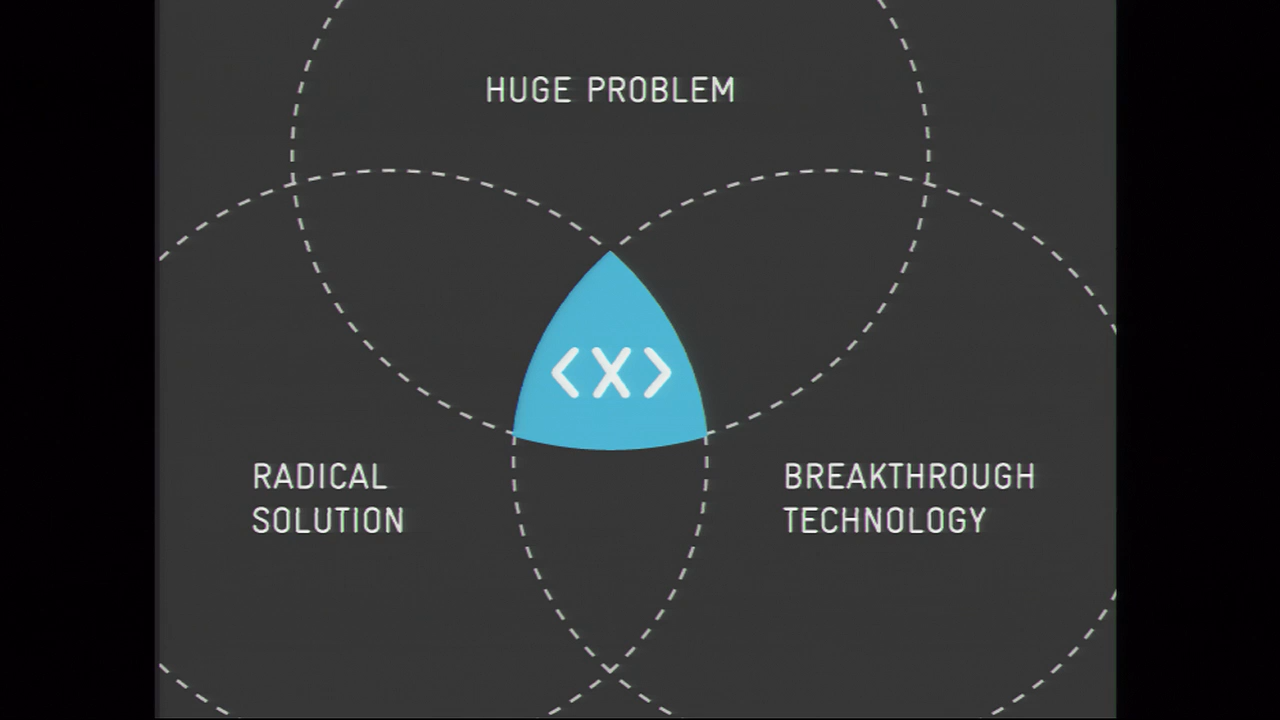 HUGE PROBLEM
<X>
RADICAL
SOLUTION
BREAKTHROUGH
TECHNOLOGY